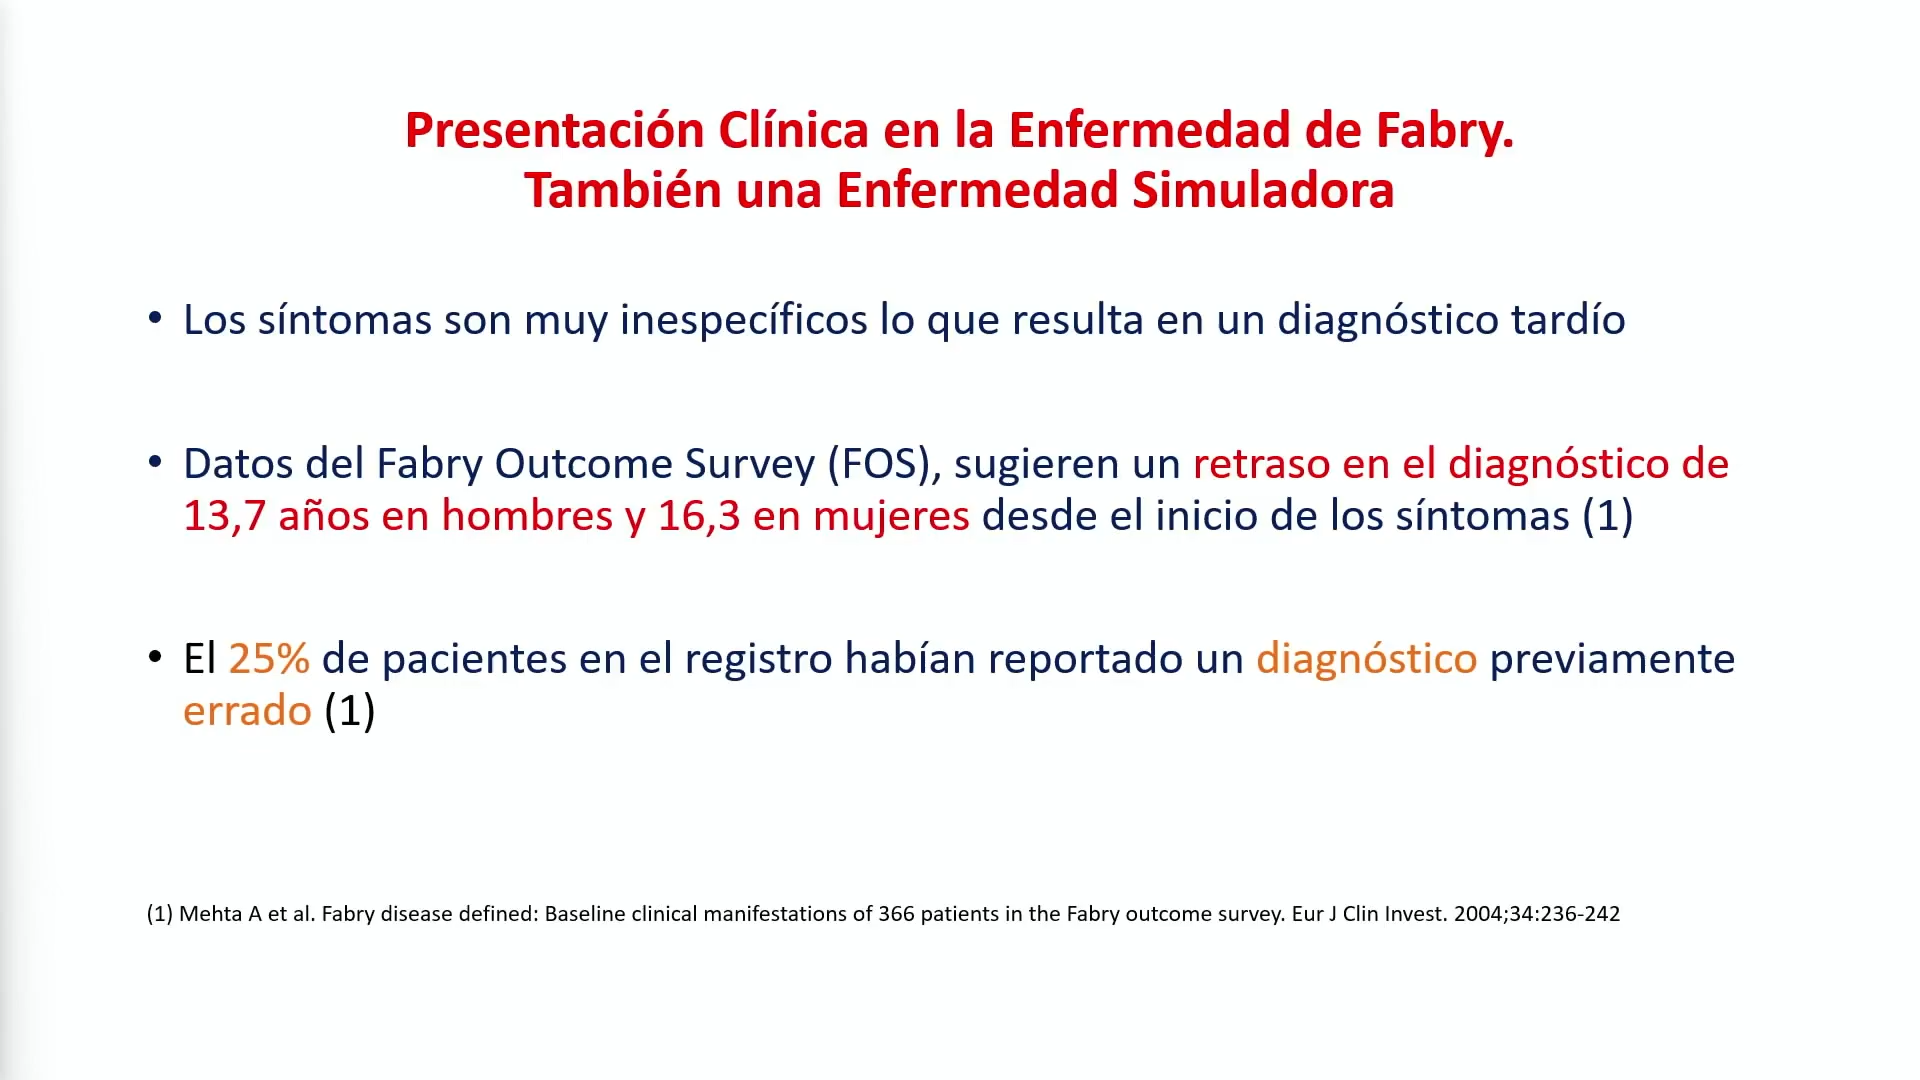 Presentación Clínica en la Enfermedad de Fabry.
También una Enfermedad Simuladora
• Los síntomas son muy inespecíficos lo que resulta en un diagnóstico tardío
• Datos del Fabry Outcome Survey (FOS), sugieren un retraso en el diagnóstico de
13,7 años en hombres y 16,3 en mujeres desde el inicio de los síntomas (1)
• El 25% de pacientes en el registro habían reportado un diagnóstico previamente
errado (1)
(1) Mehta A et al. Fabry disease defined: Baseline clinical manifestations of 366 patients in the Fabry outcome survey. Eur J Clin Invest. 2004;34:236-242